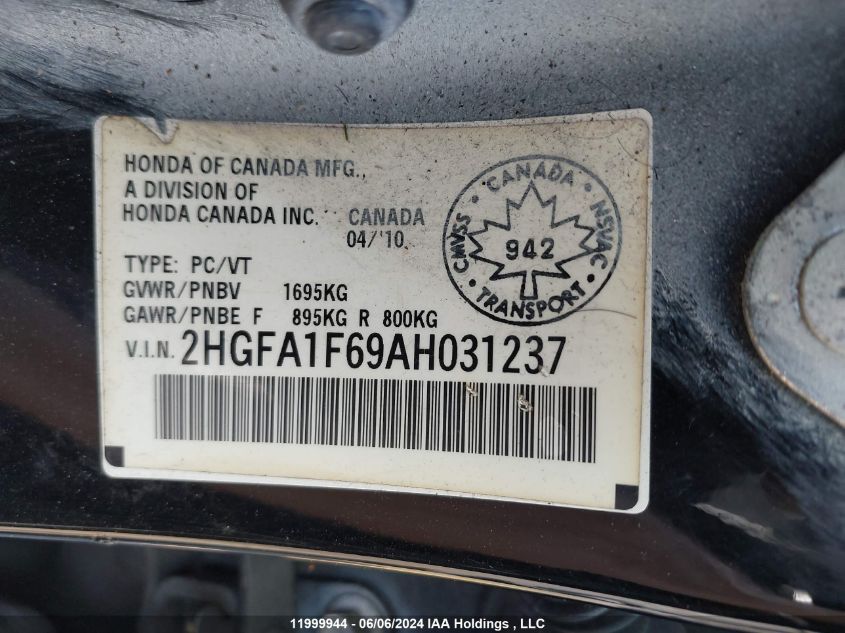 HONDA OF CANADA MFG.,
A DIVISION OF
HONDA CANADA INC. CANADA
04/'10
TYPE: PC/VT
GVWR/PNBV 1695KG
GAWR/PNBE F 895KG R 800KG
V.I.N. 2HGFA1F69AH031237
CANADA • NSVAC • TRANSPORT • CMVSS •
942
11999944 - 06/06/2024 IAA Holdings, LLC